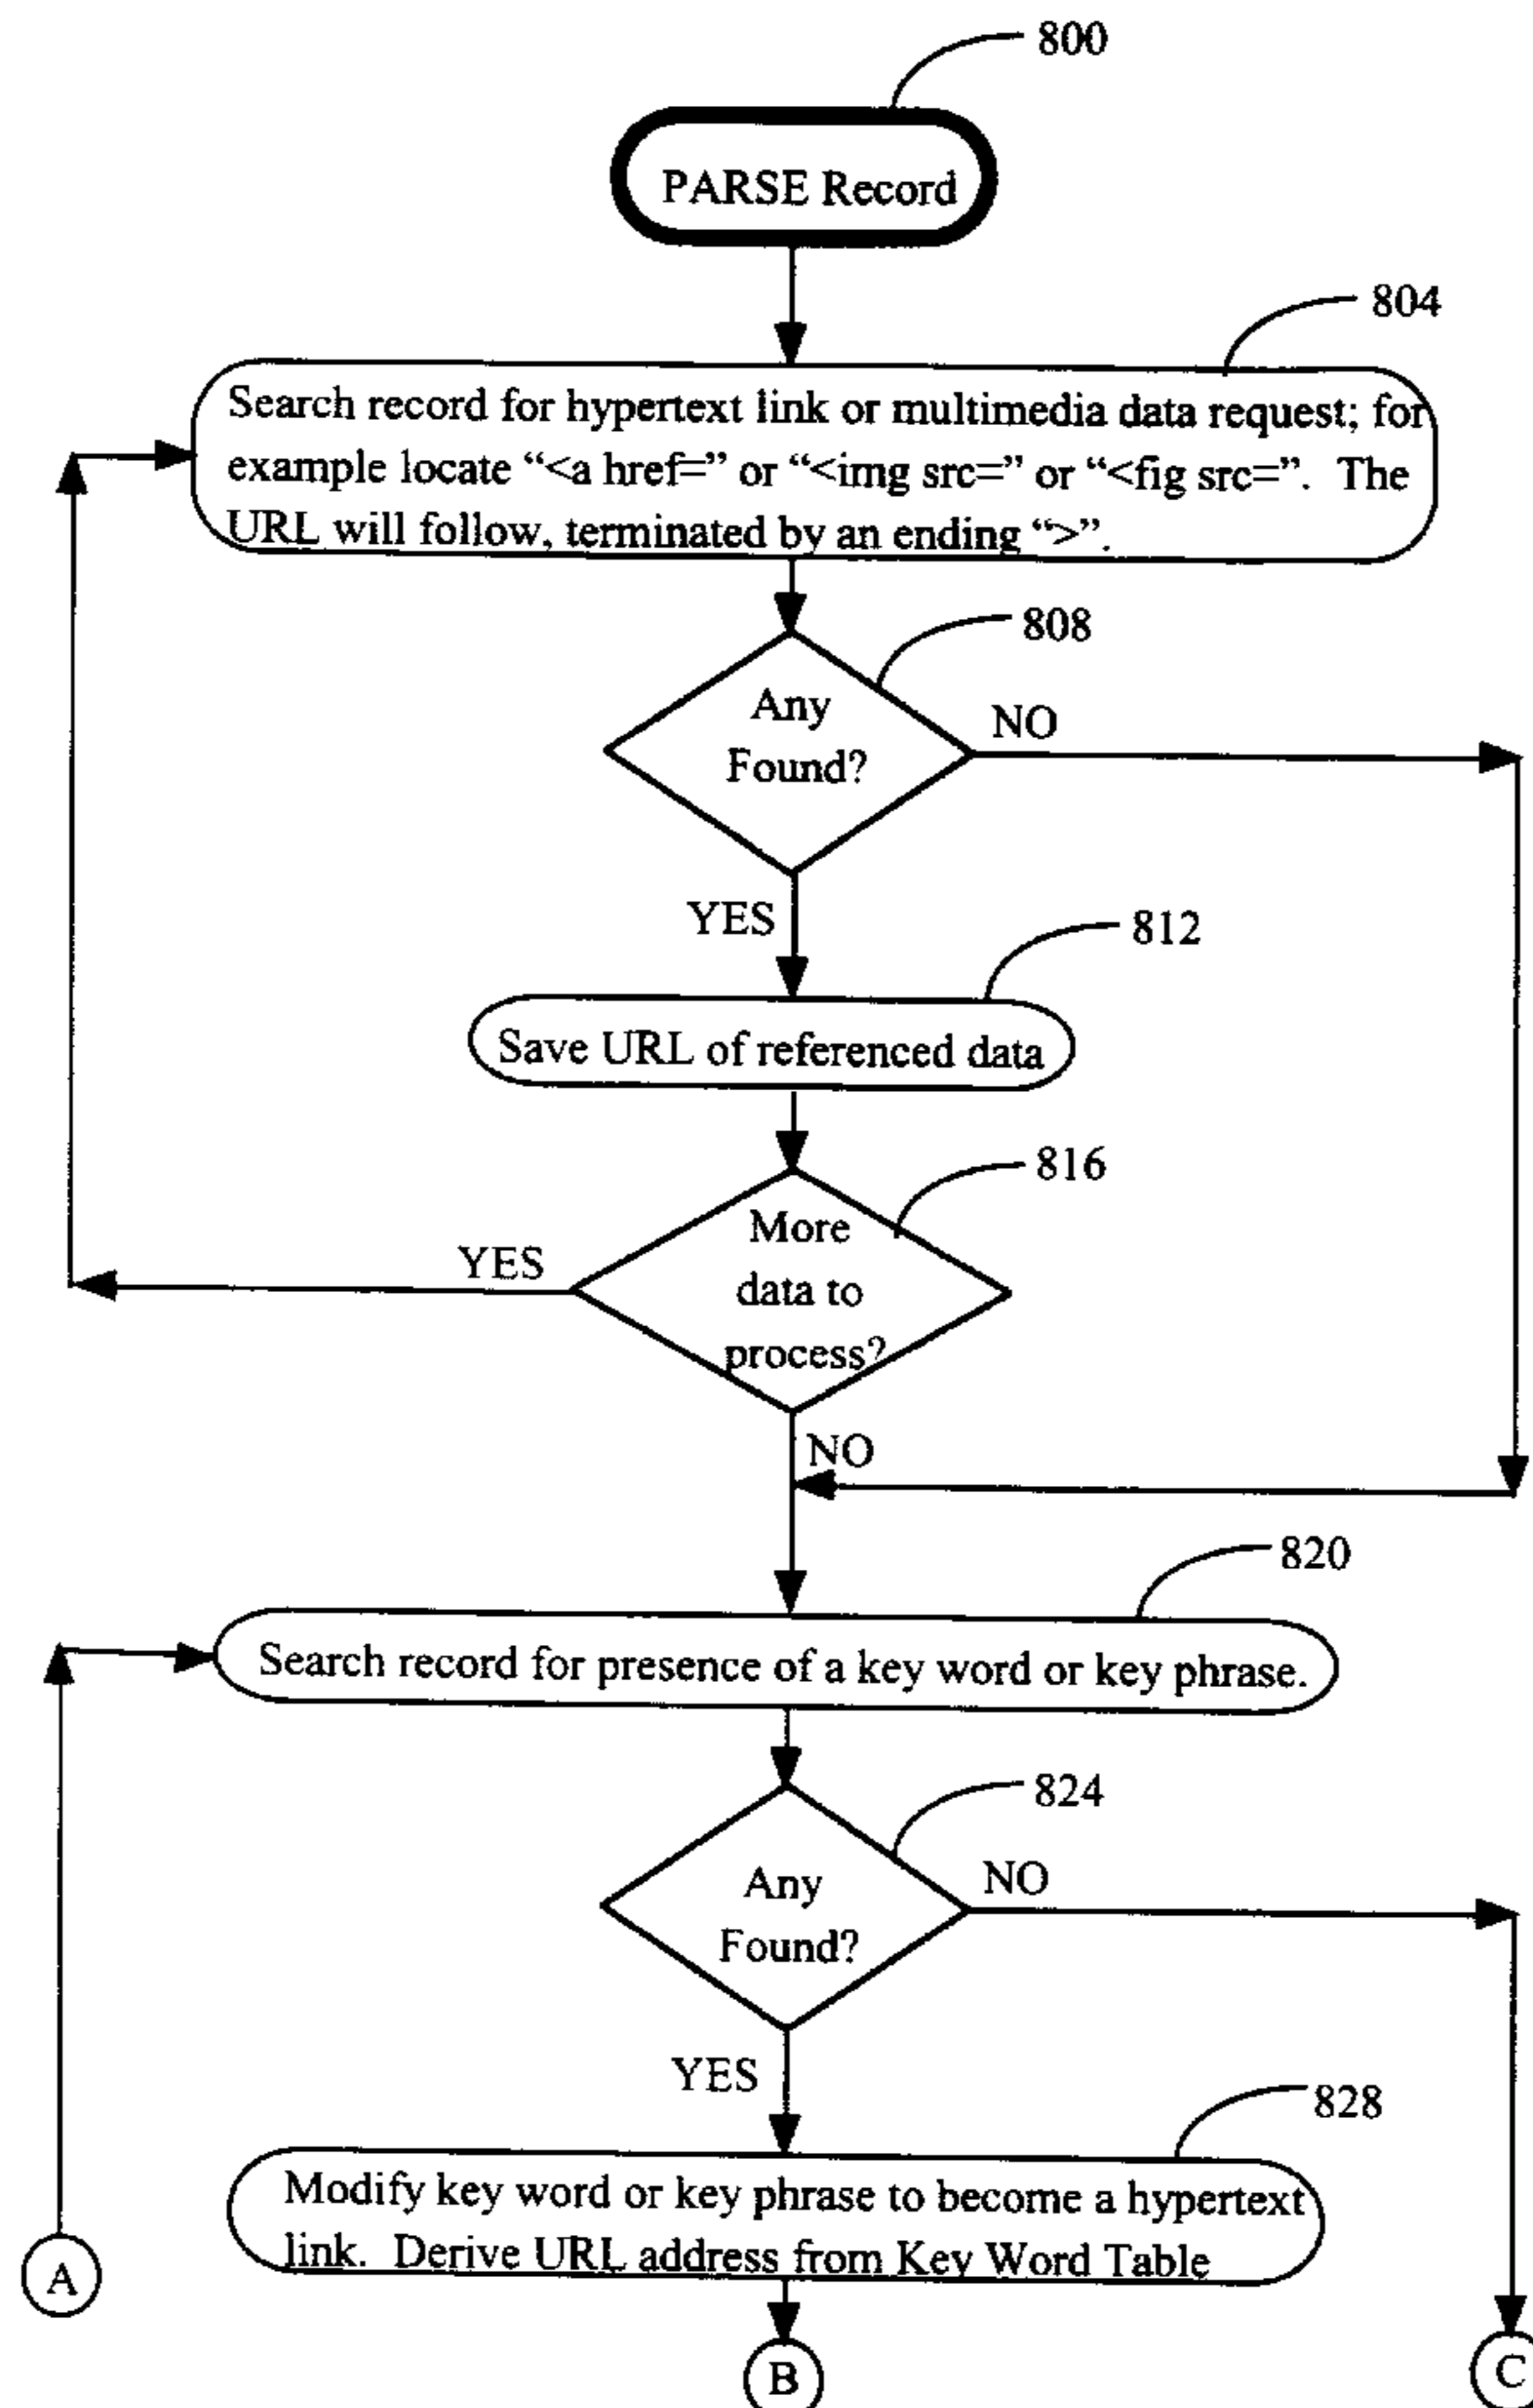 800
PARSE Record
804
Search record for hypertext link or multimedia data request; for
example locate “<a href=” or “<img src=” or “<fig src=”.  The
URL will follow, terminated by an ending “>”.
808
Any
Found?
NO
YES
812
Save URL of referenced data
816
More
data to
process?
YES
NO
820
Search record for presence of a key word or key phrase.
824
Any
Found?
NO
YES
828
Modify key word or key phrase to become a hypertext
link.  Derive URL address from Key Word Table
A
B
C